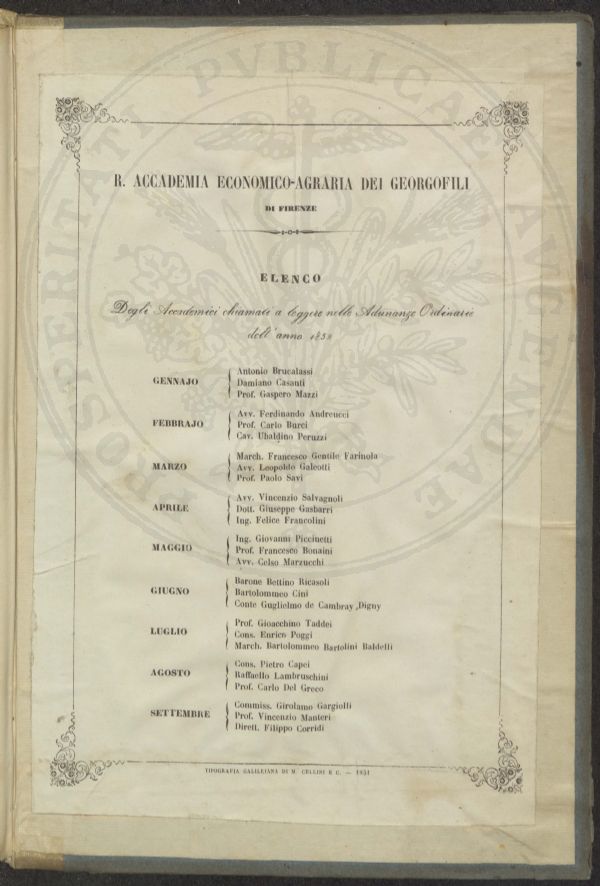 PROSPERITATI PVBLICAE AVGENDAE
R. ACCADEMIA ECONOMICO-AGRARIA DEI GEORGOFILI
DI FIRENZE
ELENCO
Degli Accademici chiamati a leggere nelle Adunanze Ordinarie
dell' anno
GENNAJO
Antonio Brucalassi
Damiano Casanti
Prof. Gaspero Mazzi
FEBBRAJO
Avv. Ferdinando Andreucci
Prof. Carlo Burci
Cav. Ubaldino Peruzzi
MARZO
March. Francesco Gentile Farinola
Avv. Leopoldo Galeotti
Prof. Paolo Savi
APRILE
Avv. Vincenzio Salvagnoli
Dott. Giuseppe Gasbarri
Ing. Felice Francolini
MAGGIO
Ing. Giovanni Piccinetti
Prof. Francesco Bonaini
Avv. Celso Marzucchi
GIUGNO
Barone Bettino Ricasoli
Bartolommeo Cini
Conte Guglielmo de Cambray Digny
LUGLIO
Prof. Gioacchino Taddei
Cons. Enrico Poggi
March. Bartolommeo Bartolini Baldelli
AGOSTO
Cons. Pietro Capei
Raffaello Lambruschini
Prof. Carlo Del Greco
SETTEMBRE
Commiss. Girolamo Gargiolli
Prof. Vincenzio Manteri
Dirett. Filippo Corridi
TIPOGRAFIA GALILEIANA DI M. CELLINI E C. — 1851